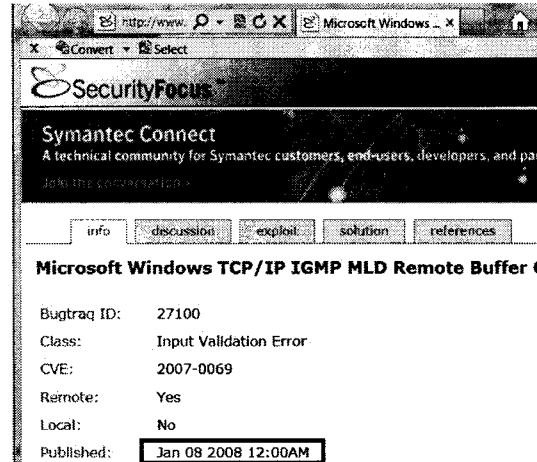 http://www.
Microsoft Windows ...
x Convert Select
SecurityFocus™
Symantec Connect
A technical community for Symantec customers, end-users, developers, and pa
Join the conversation
info discussion exploit solution references
Microsoft Windows TCP/IP IGMP MLD Remote Buffer
Bugtraq ID: 27100
Class: Input Validation Error
CVE: 2007-0069
Remote: Yes
Local: No
Published: Jan 08 2008 12:00AM